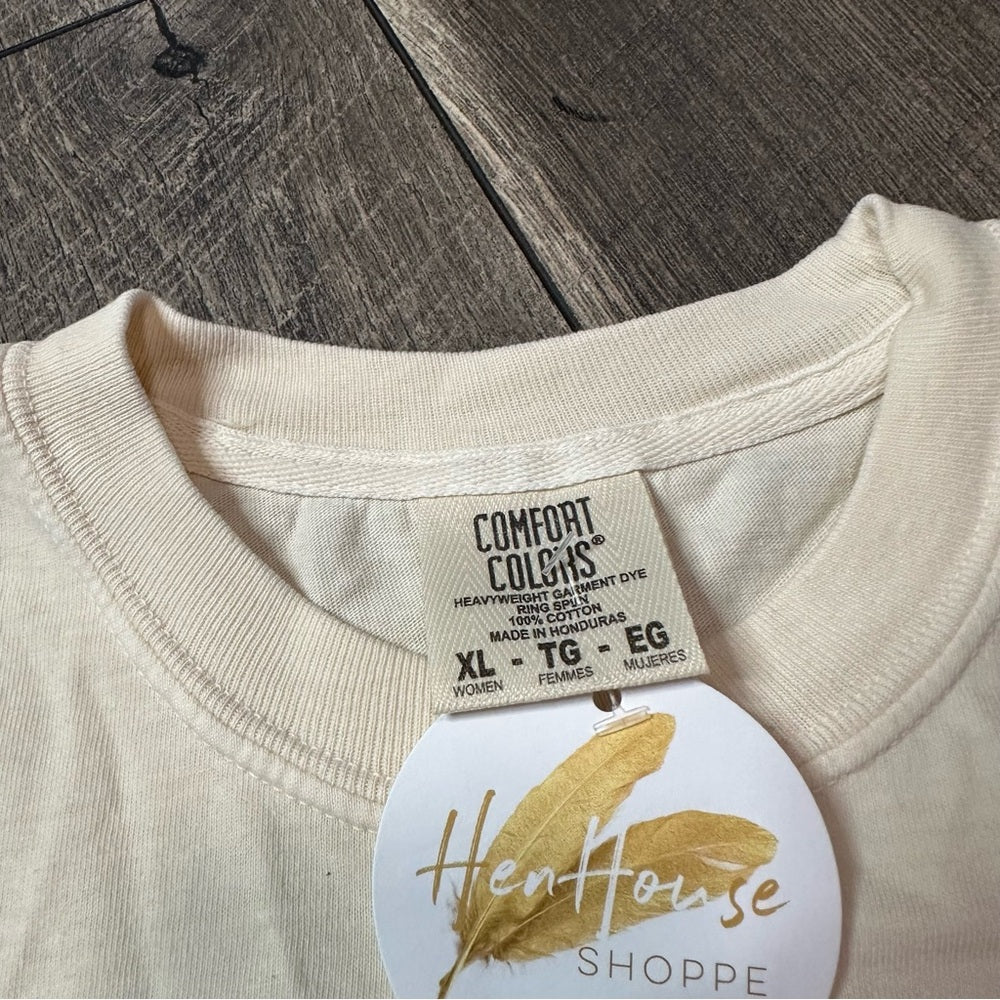 COMFORT
COLORS®
HEAVYWEIGHT GARMENT DYE
RING SPUN
100% COTTON
MADE IN HONDURAS
XL - TG - EG
WOMEN FEMMES MUJERES
HenHouse
SHOPPE